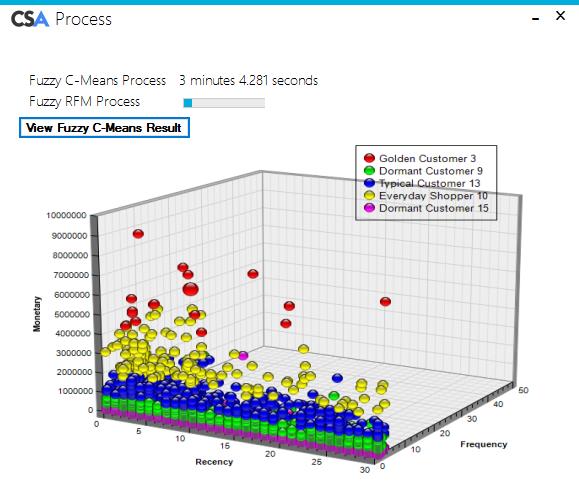 CSA Process
Fuzzy C-Means Process 3 minutes 4.281 seconds
Fuzzy RFM Process
View Fuzzy C-Means Result
Golden Customer 3
Dormant Customer 9
Typical Customer 13
Everyday Shopper 10
Dormant Customer 15
10000000
9000000
8000000
7000000
6000000
5000000
4000000
3000000
2000000
1000000
0
Monetary
0
5
10
15
20
25
30
Recency
0
10
20
30
40
50
Frequency